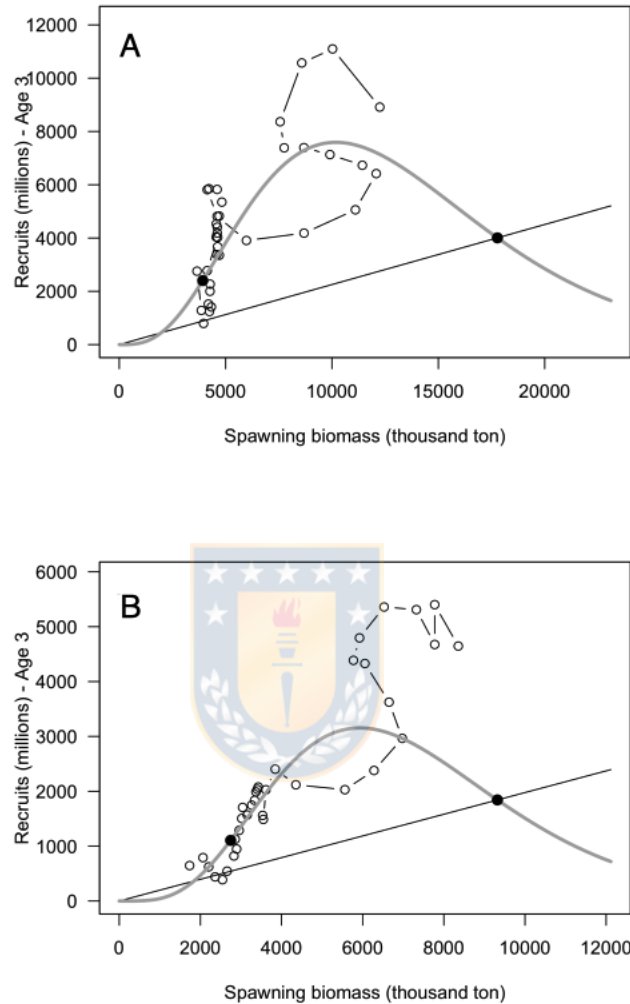 A
12000
10000
8000
6000
4000
2000
0
Recruits (millions) - Age 3
0 5000 10000 15000 20000
Spawning biomass (thousand ton)
B
6000
5000
4000
3000
2000
1000
0
Recruits (millions) - Age 3
0 2000 4000 6000 8000 10000 12000
Spawning biomass (thousand ton)